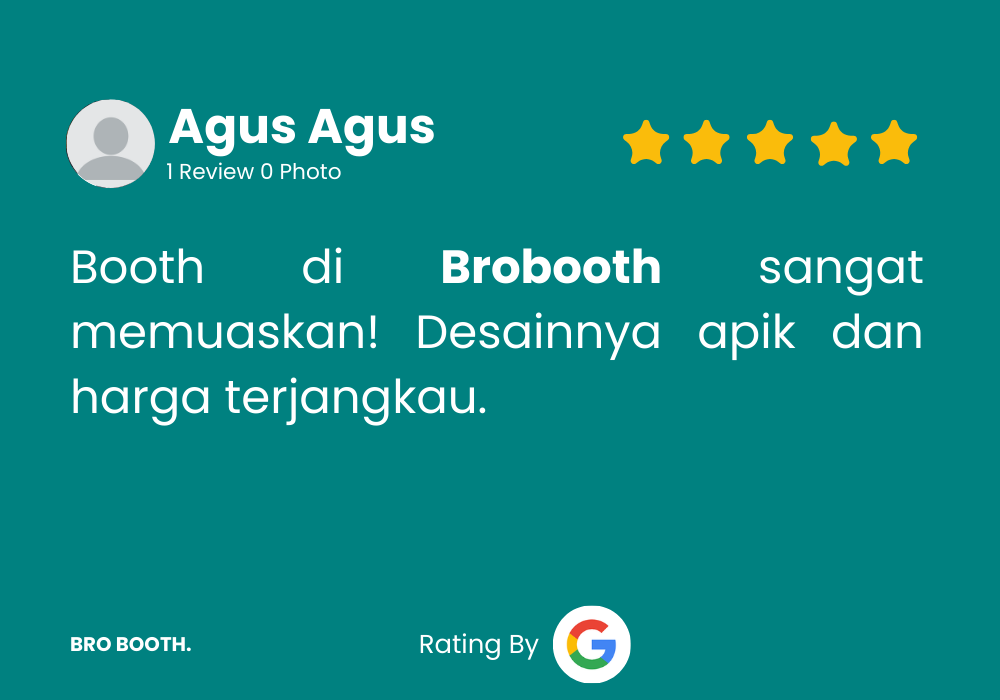 Agus Agus
1 Review 0 Photo
Booth di Brobooth sangat
memuaskan! Desainnya apik dan
harga terjangkau.
BRO BOOTH.
Rating By